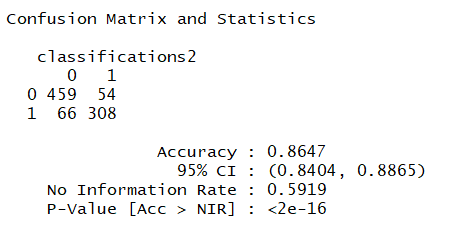 Confusion Matrix and Statistics
classifications2
0 1
0 459 54
1 66 308
Accuracy : 0.8647
95% CI : (0.8404, 0.8865)
No Information Rate : 0.5919
P-Value [Acc > NIR] : <2e-16